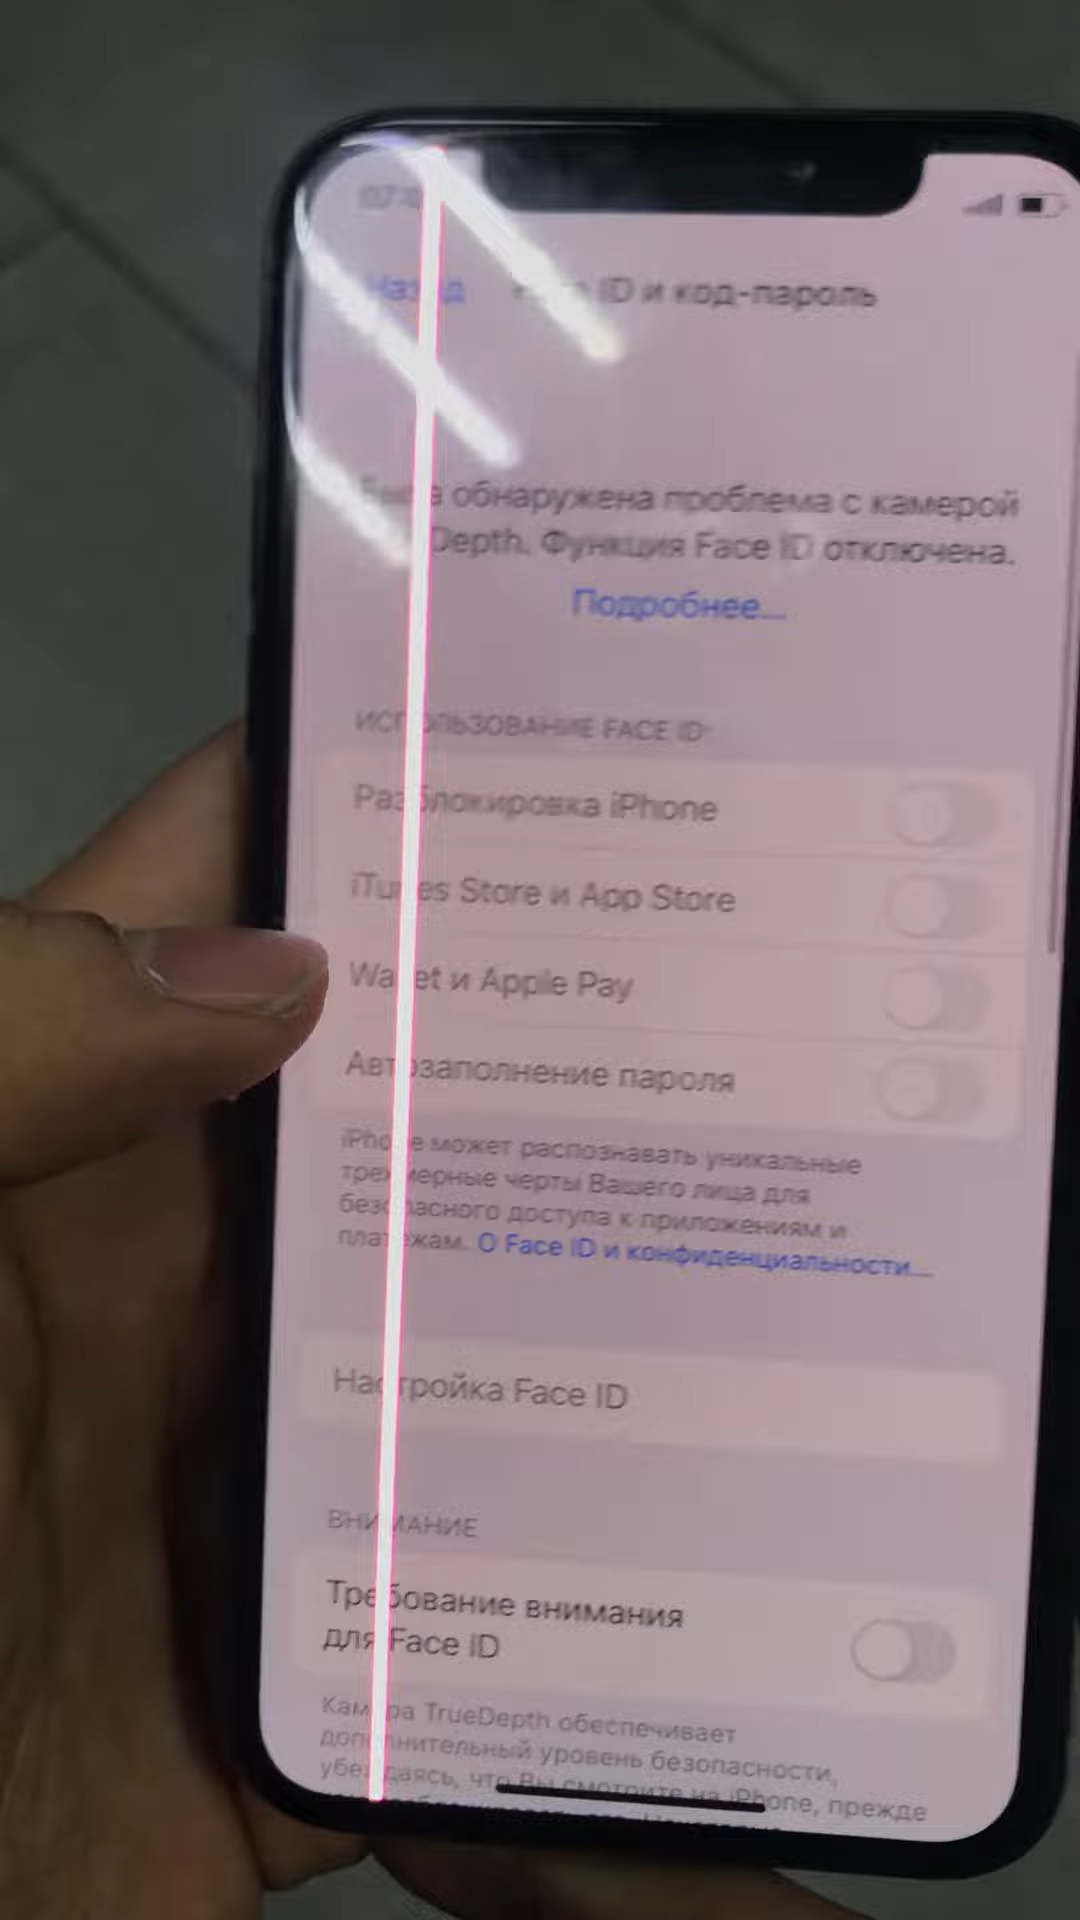 Назад ID и код-пароль
обнаружена проблема с камерой
Depth. Функция Face ID отключена.
Подробнее...
ИСПОЛЬЗОВАНИЕ FACE ID:
Разблокировка iPhone
iTunes Store и App Store
Wallet и Apple Pay
Автозаполнение пароля
iPhone может распознавать уникальные
трехмерные черты Вашего лица для
безопасного доступа к приложениям и
платежам. О Face ID и конфиденциальности...
Настройка Face ID
ВНИМАНИЕ
Требование внимания
для Face ID
Камера TrueDepth обеспечивает
дополнительный уровень безопасности,
убеждаясь, что Вы смотрите на iPhone, прежде